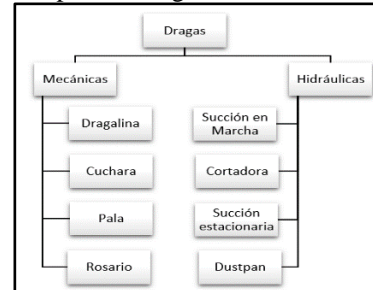 Dragas
Mecánicas
Hidráulicas
Dragalina
Succión en
Marcha
Cuchara
Cortadora
Pala
Succión
estacionaria
Rosario
Dustpan